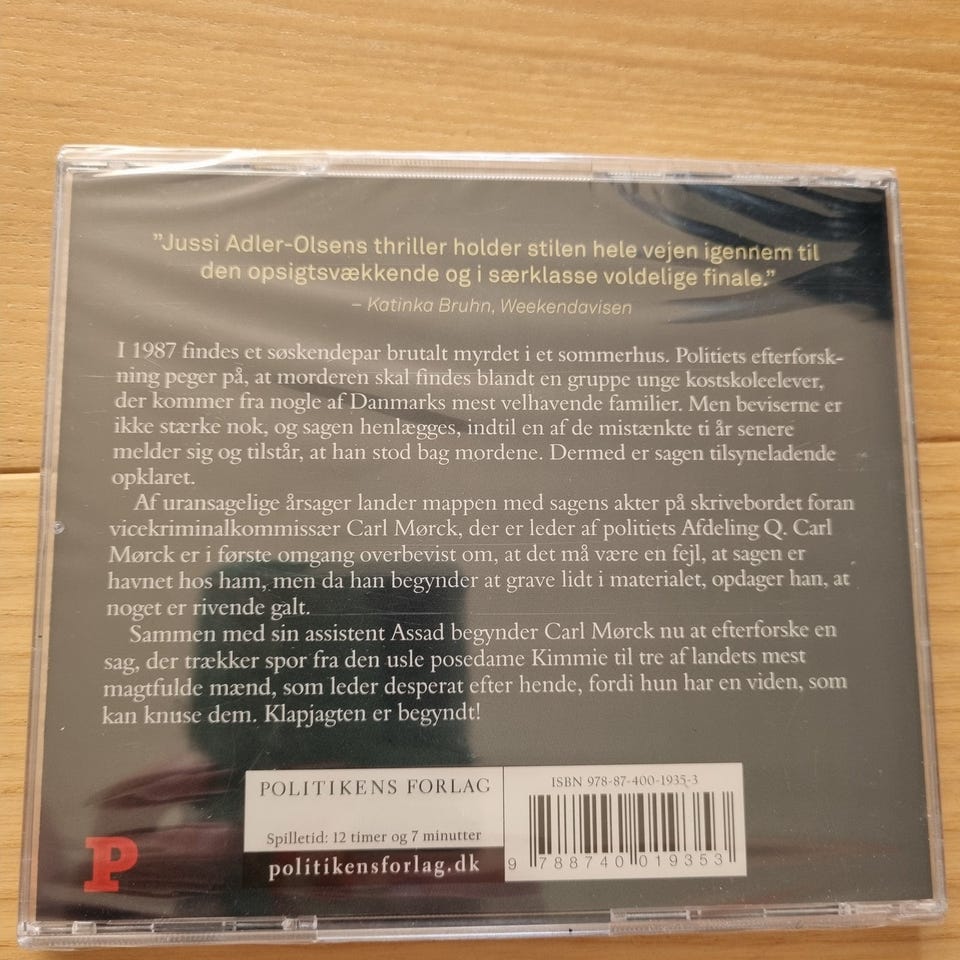 ”Jussi Adler-Olsens thriller holder stilen hele vejen igennem til
den opsigtsvækkende og i særklasse voldelige finale.”
– Katinka Bruhn, Weekendavisen
I 1987 findes et søskendepar brutalt myrdet i et sommerhus. Politiets efterforsk-
ning peger på, at morderen skal findes blandt en gruppe unge kostskoleelever,
der kommer fra nogle af Danmarks mest velhavende familier. Men beviserne er
ikke stærke nok, og sagen henlægges, indtil en af de mistænkte ti år senere
melder sig og tilstår, at han stod bag mordene. Dermed er sagen tilsyneladende
opklaret.
Af uransagelige årsager lander mappen med sagens akter på skrivebordet foran
vicekriminalkommissær Carl Mørck, der er leder af politiets Afdeling Q. Carl
Mørck er i første omgang overbevist om, at det må være en fejl, at sagen er
havnet hos ham, men da han begynder at grave lidt i materialet, opdager han, at
noget er rivende galt.
Sammen med sin assistent Assad begynder Carl Mørck nu at efterforske en
sag, der trækker spor fra den usle posedame Kimmie til tre af landets mest
magtfulde mænd, som leder desperat efter hende, fordi hun har en viden, som
kan knuse dem. Klapjagten er begyndt!
POLITIKENS FORLAG
Spilletid: 12 timer og 7 minutter
politikensforlag.dk
ISBN 978-87-400-1935-3
9 788740 019353
P